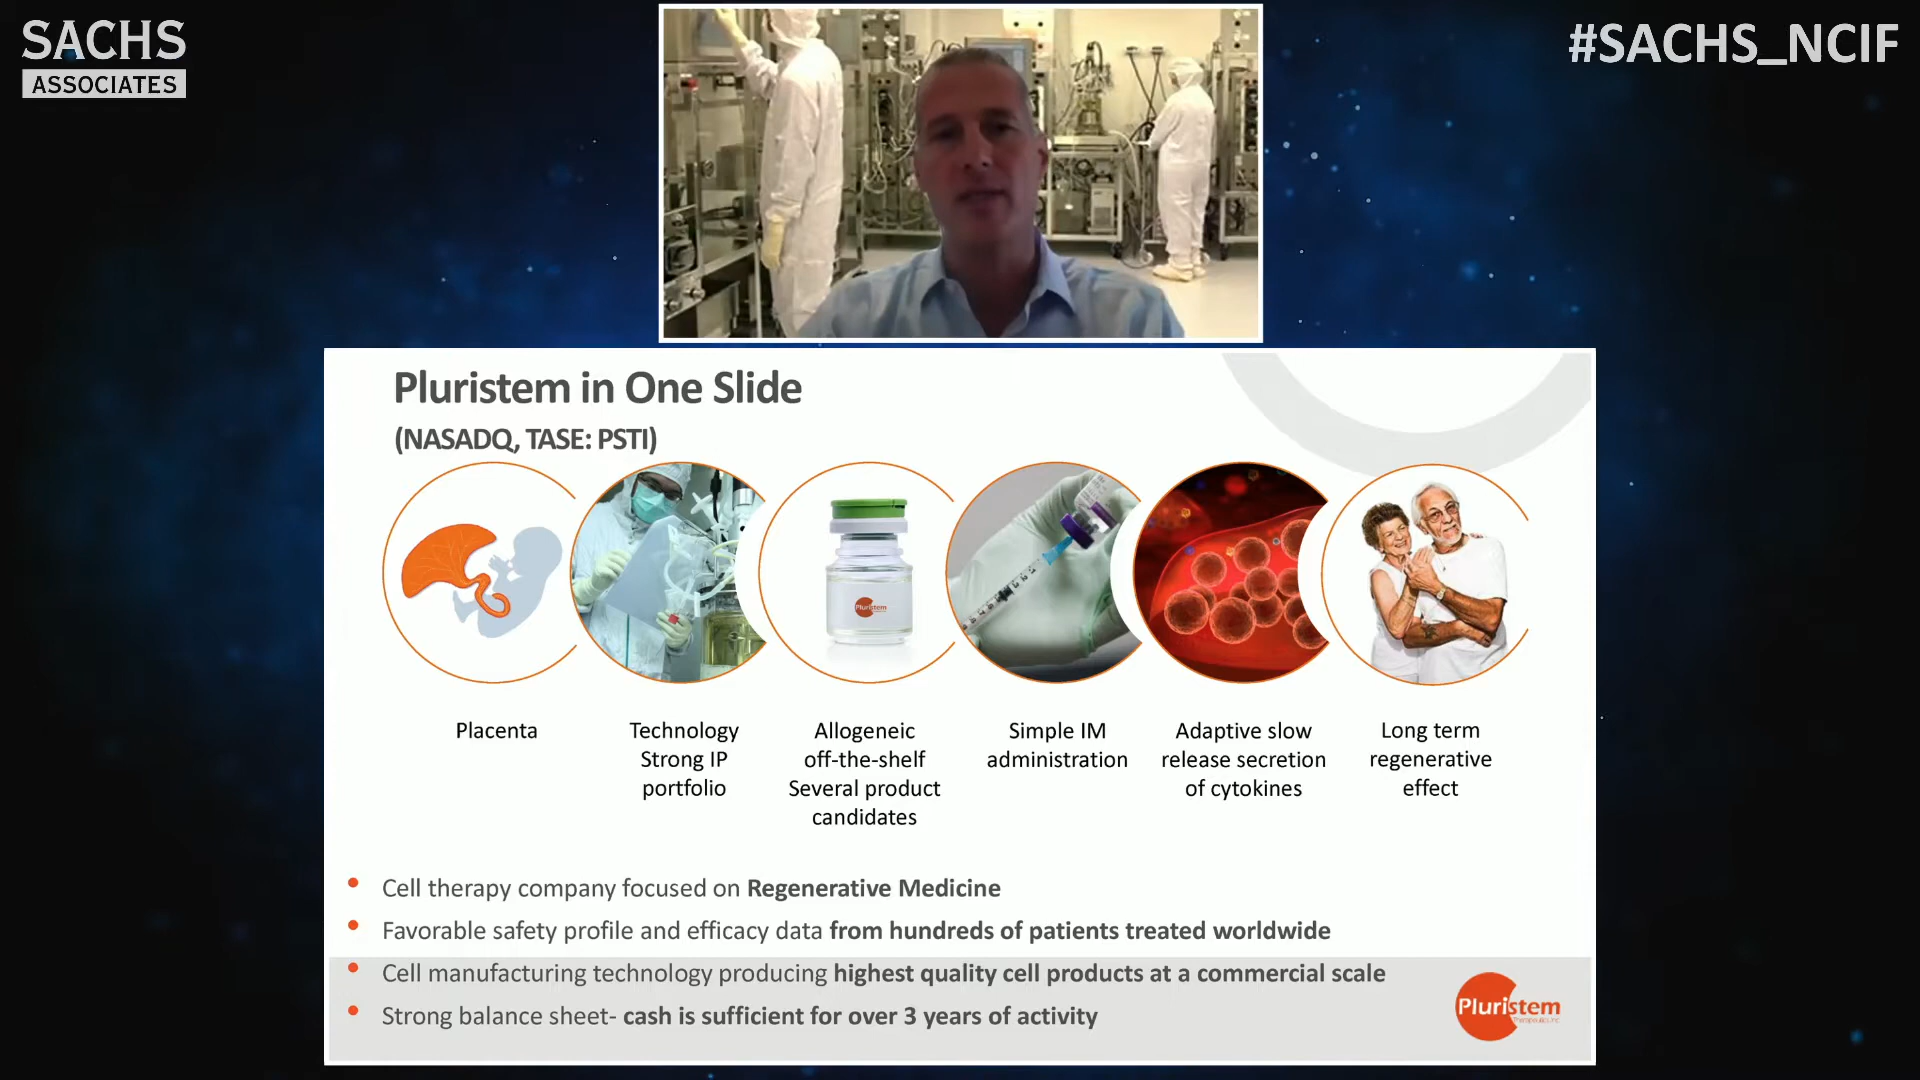 SACHS
ASSOCIATES
#SACHS_NCIF
Pluristem in One Slide
(NASADQ, TASE: PSTI)
Pluristem
Placenta
Technology
Strong IP
portfolio
Allogeneic
off-the-shelf
Several product
candidates
Simple IM
administration
Adaptive slow
release secretion
of cytokines
Long term
regenerative
effect
• Cell therapy company focused on Regenerative Medicine
• Favorable safety profile and efficacy data from hundreds of patients treated worldwide
• Cell manufacturing technology producing highest quality cell products at a commercial scale
• Strong balance sheet- cash is sufficient for over 3 years of activity
Pluristem
Therapeutics Inc